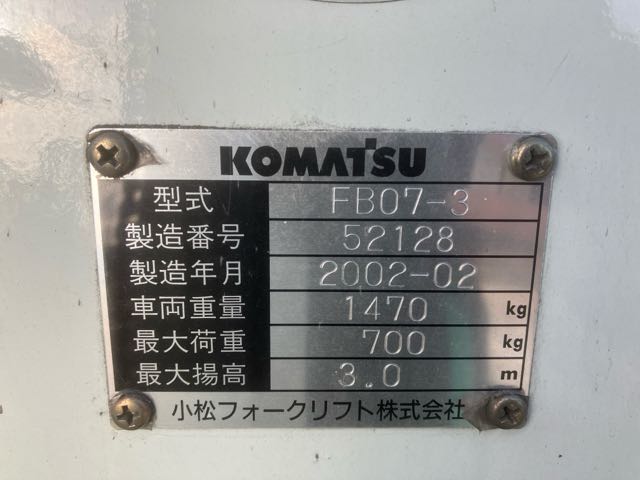 KOMATSU
型式 FB07-3
製造番号 52128
製造年月 2002-02
車両重量 1470 kg
最大荷重 700 kg
最大揚高 3.0 m
小松フォークリフト株式会社